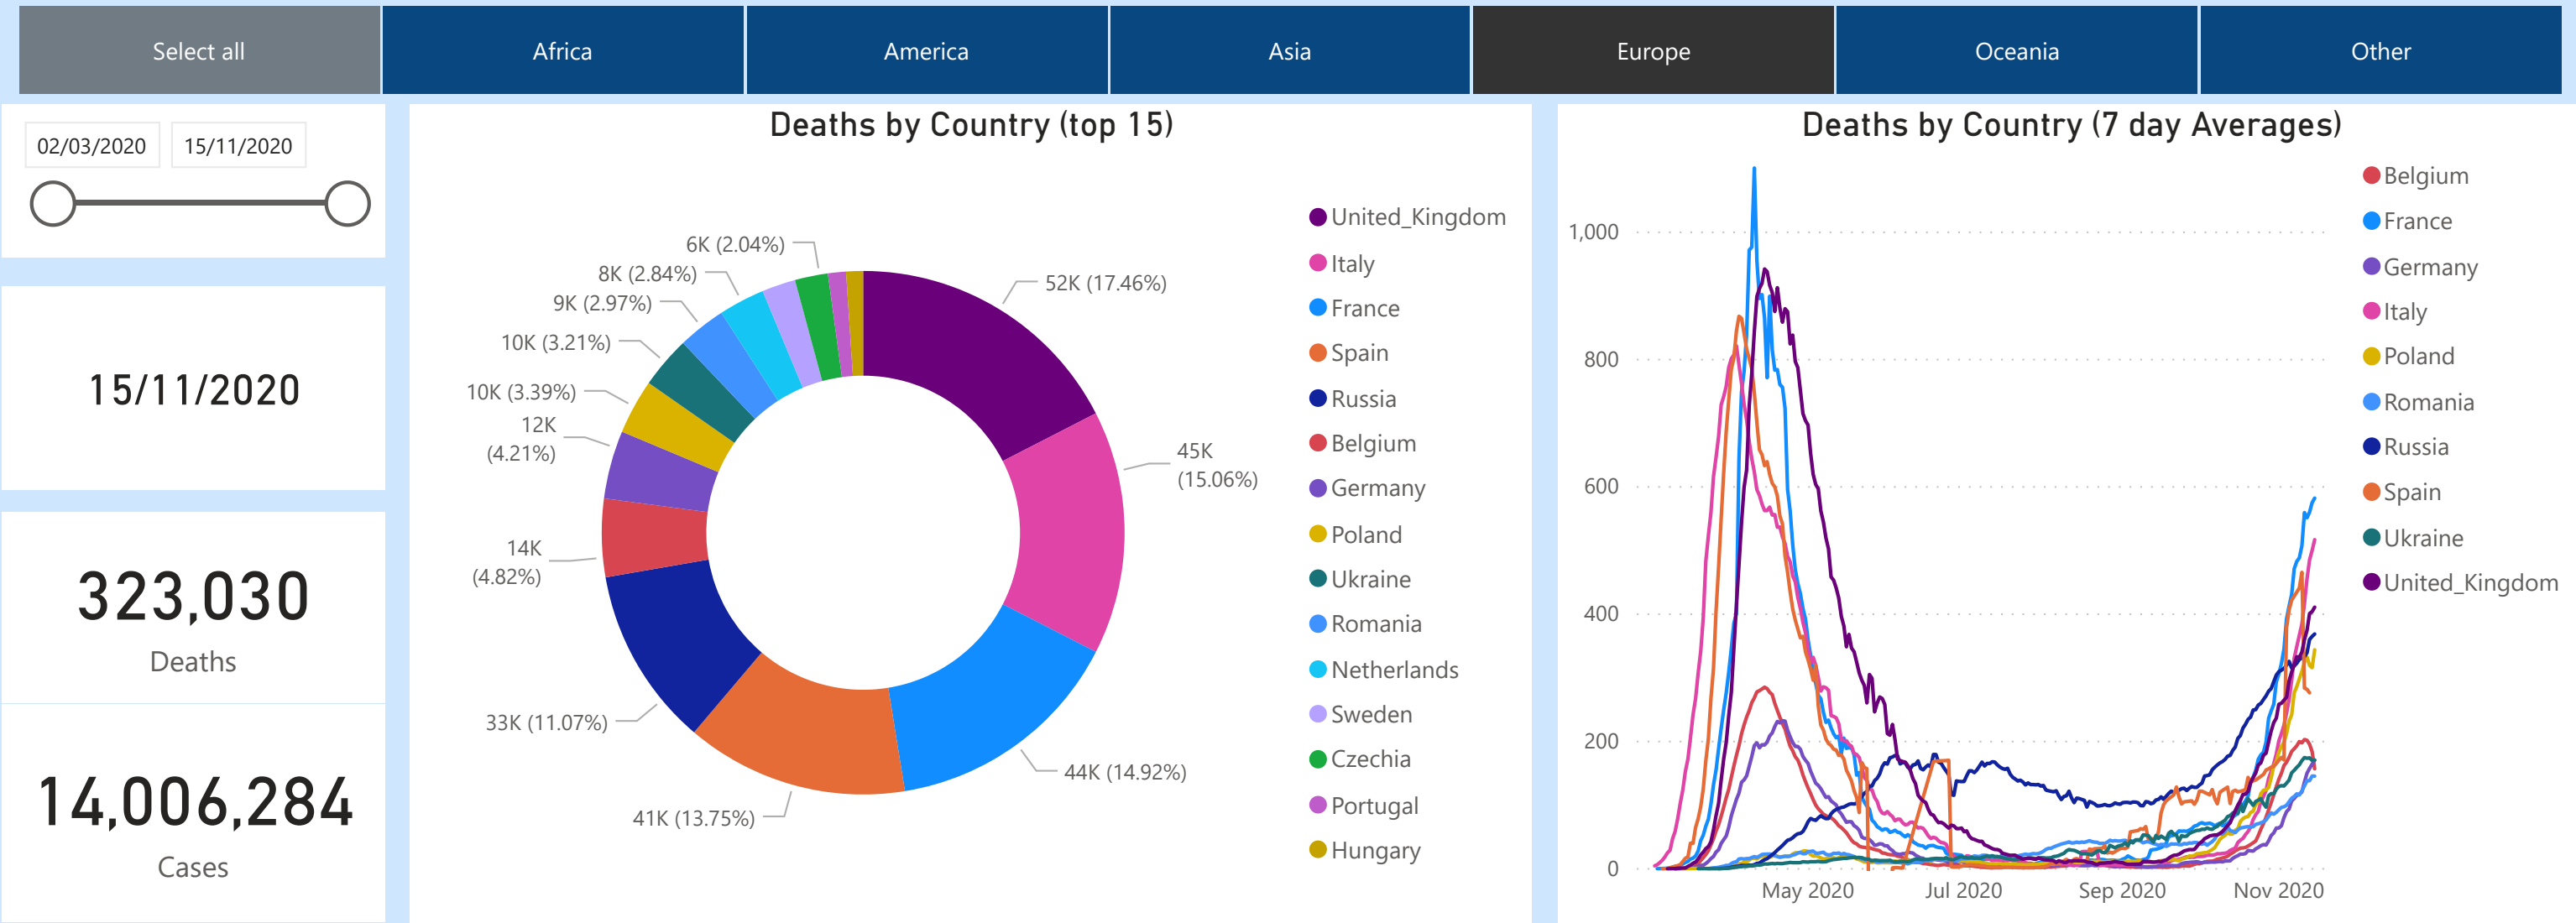 Select all
Africa
America
Asia
Europe
Oceania
Other
02/03/2020
15/11/2020
15/11/2020
323,030
Deaths
14,006,284
Cases
Deaths by Country (top 15)
6K (2.04%)
8K (2.84%)
9K (2.97%)
10K (3.21%)
10K (3.39%)
12K
(4.21%)
14K
(4.82%)
33K (11.07%)
41K (13.75%)
44K (14.92%)
45K
(15.06%)
52K (17.46%)
United_Kingdom
Italy
France
Spain
Russia
Belgium
Germany
Poland
Ukraine
Romania
Netherlands
Sweden
Czechia
Portugal
Hungary
Deaths by Country (7 day Averages)
1,000
800
600
400
200
0
May 2020
Jul 2020
Sep 2020
Nov 2020
Belgium
France
Germany
Italy
Poland
Romania
Russia
Spain
Ukraine
United_Kingdom